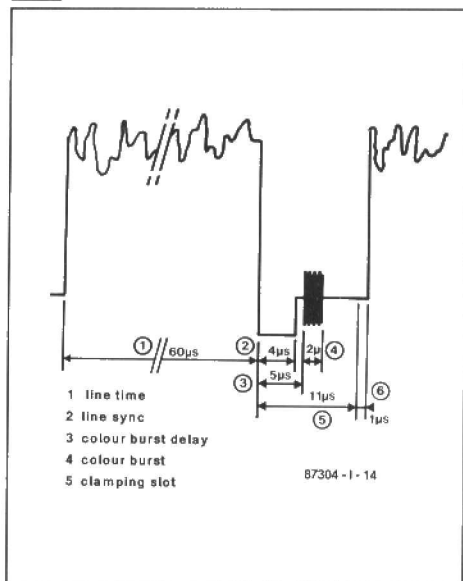 ① 60µs ② 4µs 2µ ④
③ 5µs
11µs ⑥
⑤ 1µs
1 line time
2 line sync
3 colour burst delay
4 colour burst
5 clamping slot
87304 - I - 14